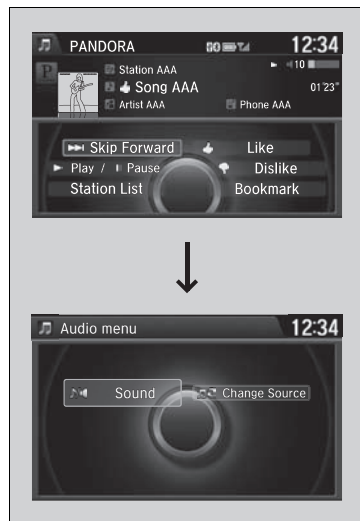 PANDORA 12:34
Station AAA 10
Song AAA 01'23"
Artist AAA Phone AAA
Skip Forward Like
Play / Pause Dislike
Station List Bookmark
Audio menu 12:34
Sound Change Source